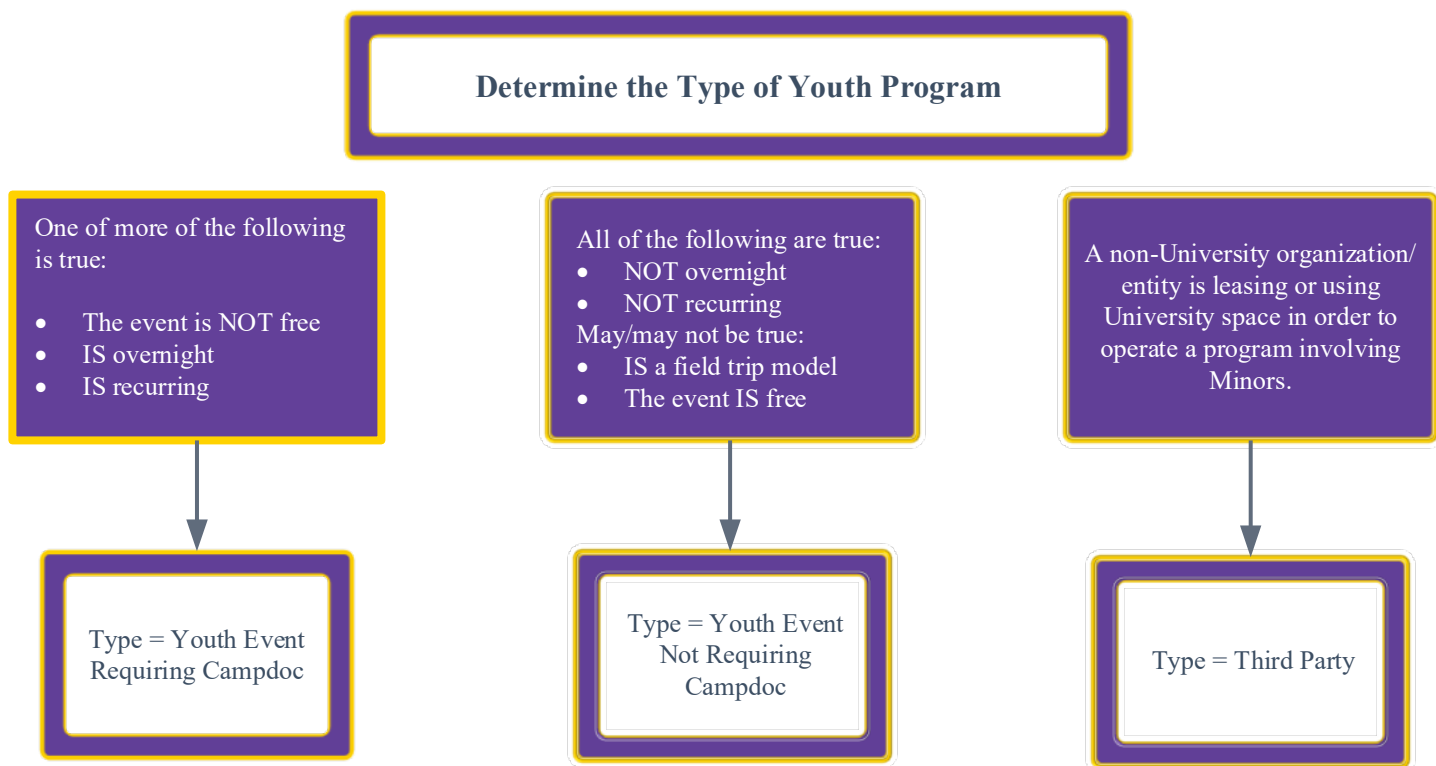 Determine the Type of Youth Program
One of more of the following
is true:
• The event is NOT free
• IS overnight
• IS recurring
All of the following are true:
• NOT overnight
• NOT recurring
May/may not be true:
• IS a field trip model
• The event IS free
A non-University organization/
entity is leasing or using
University space in order to
operate a program involving
Minors.
Type = Youth Event
Requiring Campdoc
Type = Youth Event
Not Requiring
Campdoc
Type = Third Party